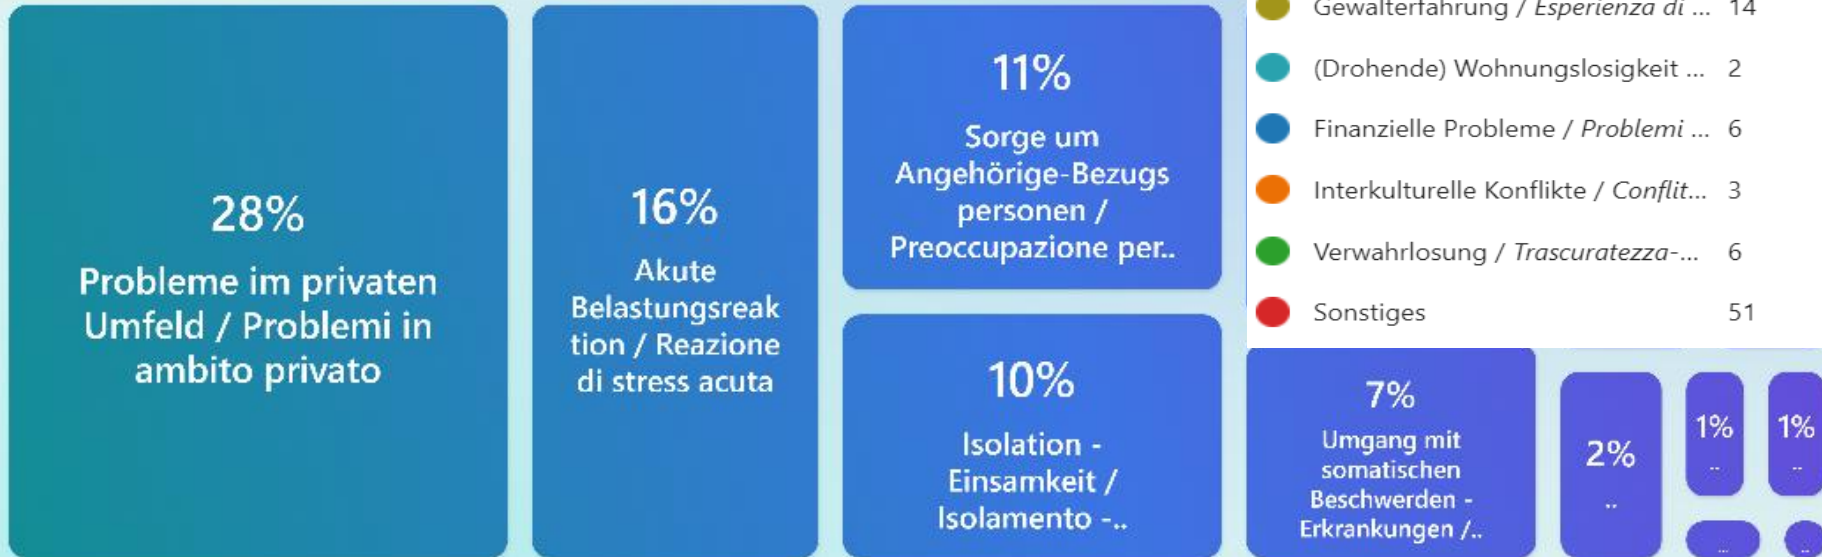 28%
Probleme im privaten
Umfeld / Problemi in
ambito privato
16%
Akute
Belastungsreak
tion / Reazione
di stress acuta
11%
Sorge um
Angehörige-Bezugs
personen /
Preoccupazione per..
10%
Isolation -
Einsamkeit /
Isolamento -..
Gewalterfahrung / Esperienza di ... 14
(Drohende) Wohnungslosigkeit ... 2
Finanzielle Probleme / Problemi ... 6
Interkulturelle Konflikte / Conflit... 3
Verwahrlosung / Trascuratezza-... 6
Sonstiges 51
7%
Umgang mit
somatischen
Beschwerden -
Erkrankungen /..
2%
..
1%
..
1%
..
...
..